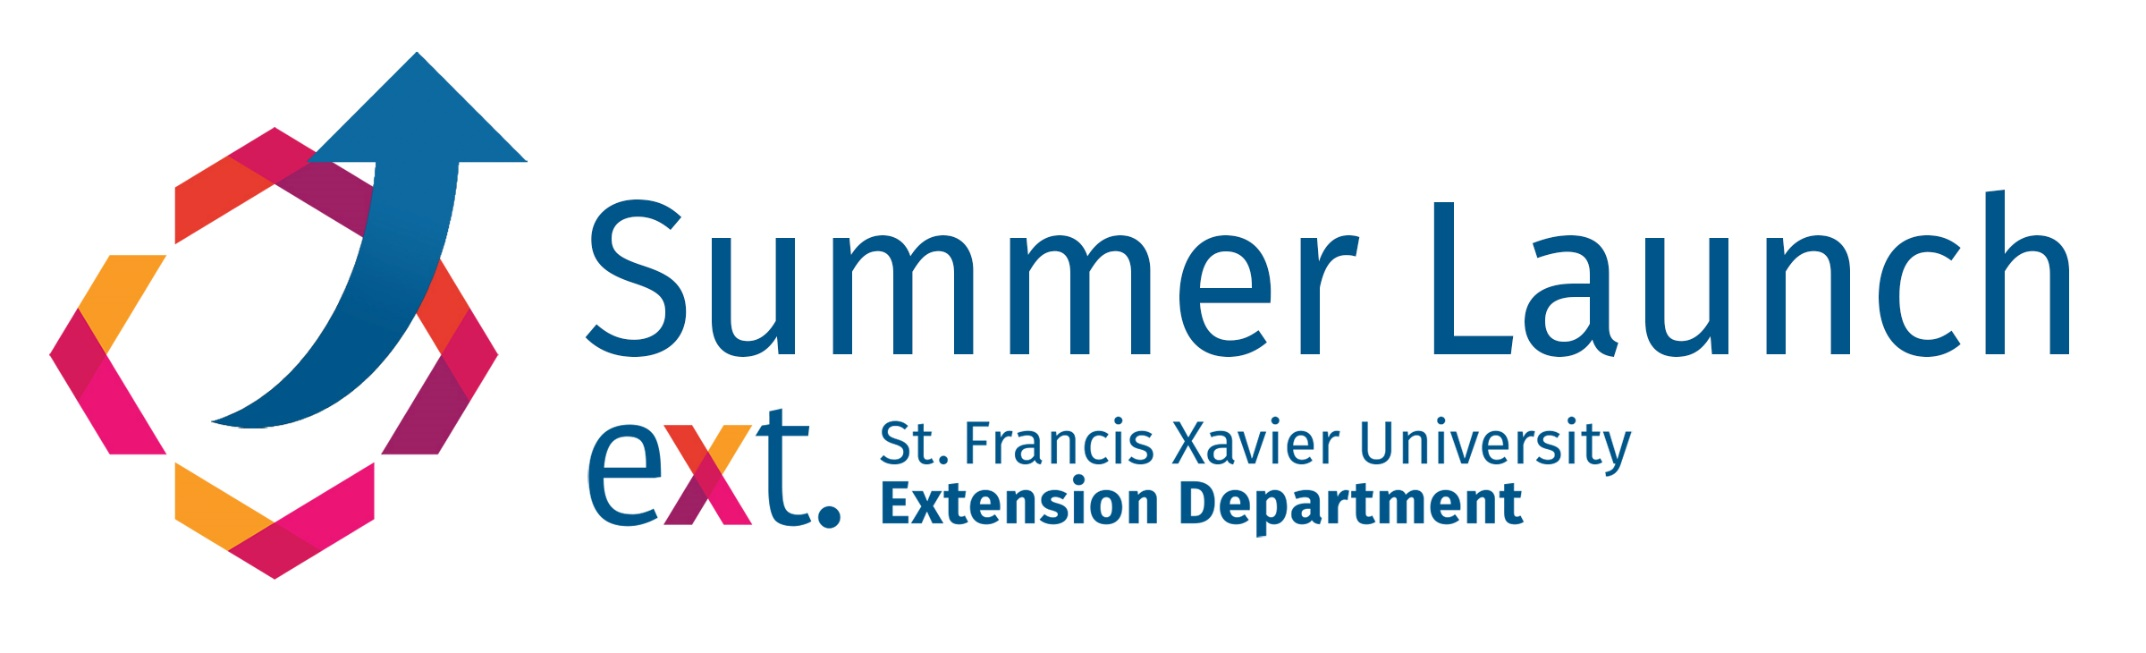 Summer Launch
ext.
St. Francis Xavier University
Extension Department